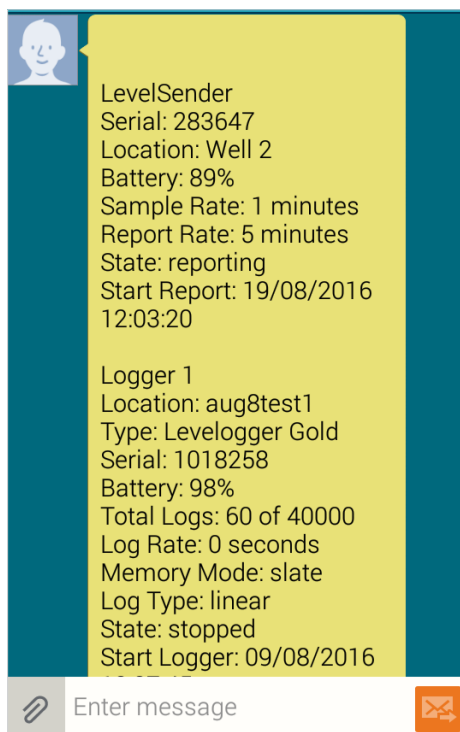 LevelSender
Serial: 283647
Location: Well 2
Battery: 89%
Sample Rate: 1 minutes
Report Rate: 5 minutes
State: reporting
Start Report: 19/08/2016
12:03:20
Logger 1
Location: aug8test1
Type: Levelogger Gold
Serial: 1018258
Battery: 98%
Total Logs: 60 of 40000
Log Rate: 0 seconds
Memory Mode: slate
Log Type: linear
State: stopped
Start Logger: 09/08/2016
Enter message